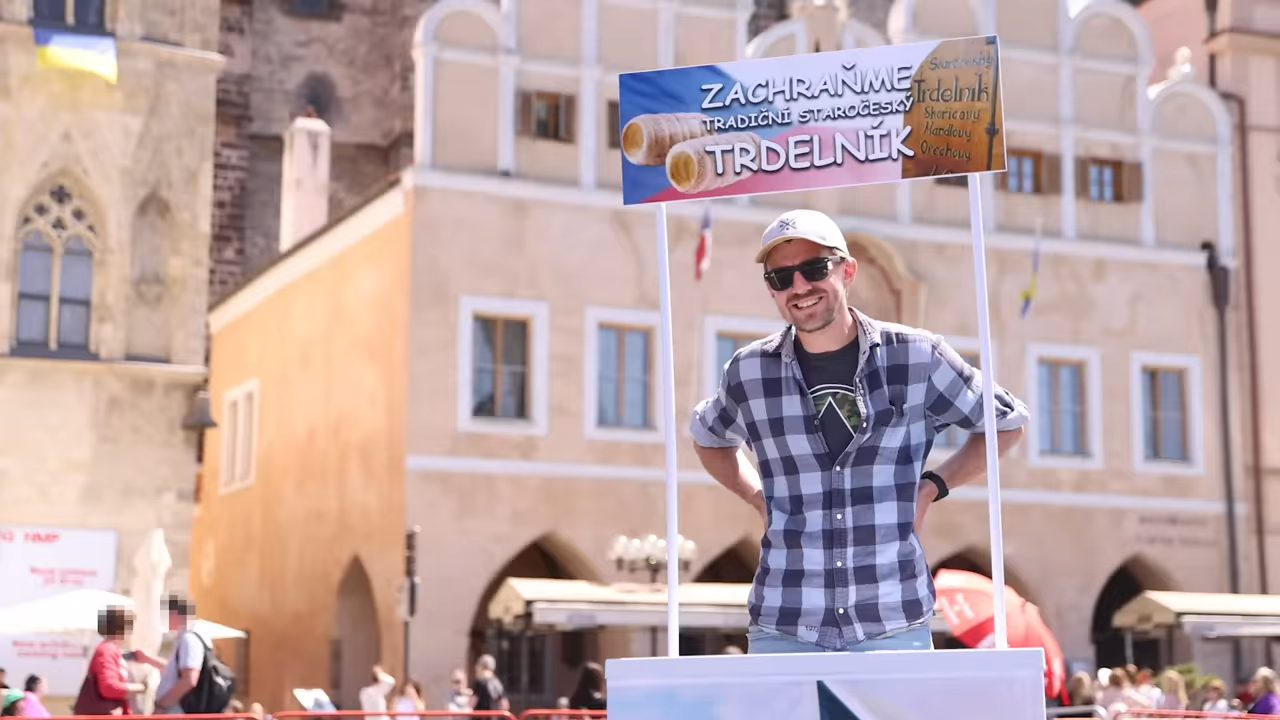 ZACHRAŇME
TRADIČNÍ STAROČESKÝ
TRDELNÍK
Staročeský
Trdelník
Skořicový
Mandlový
Ořechový